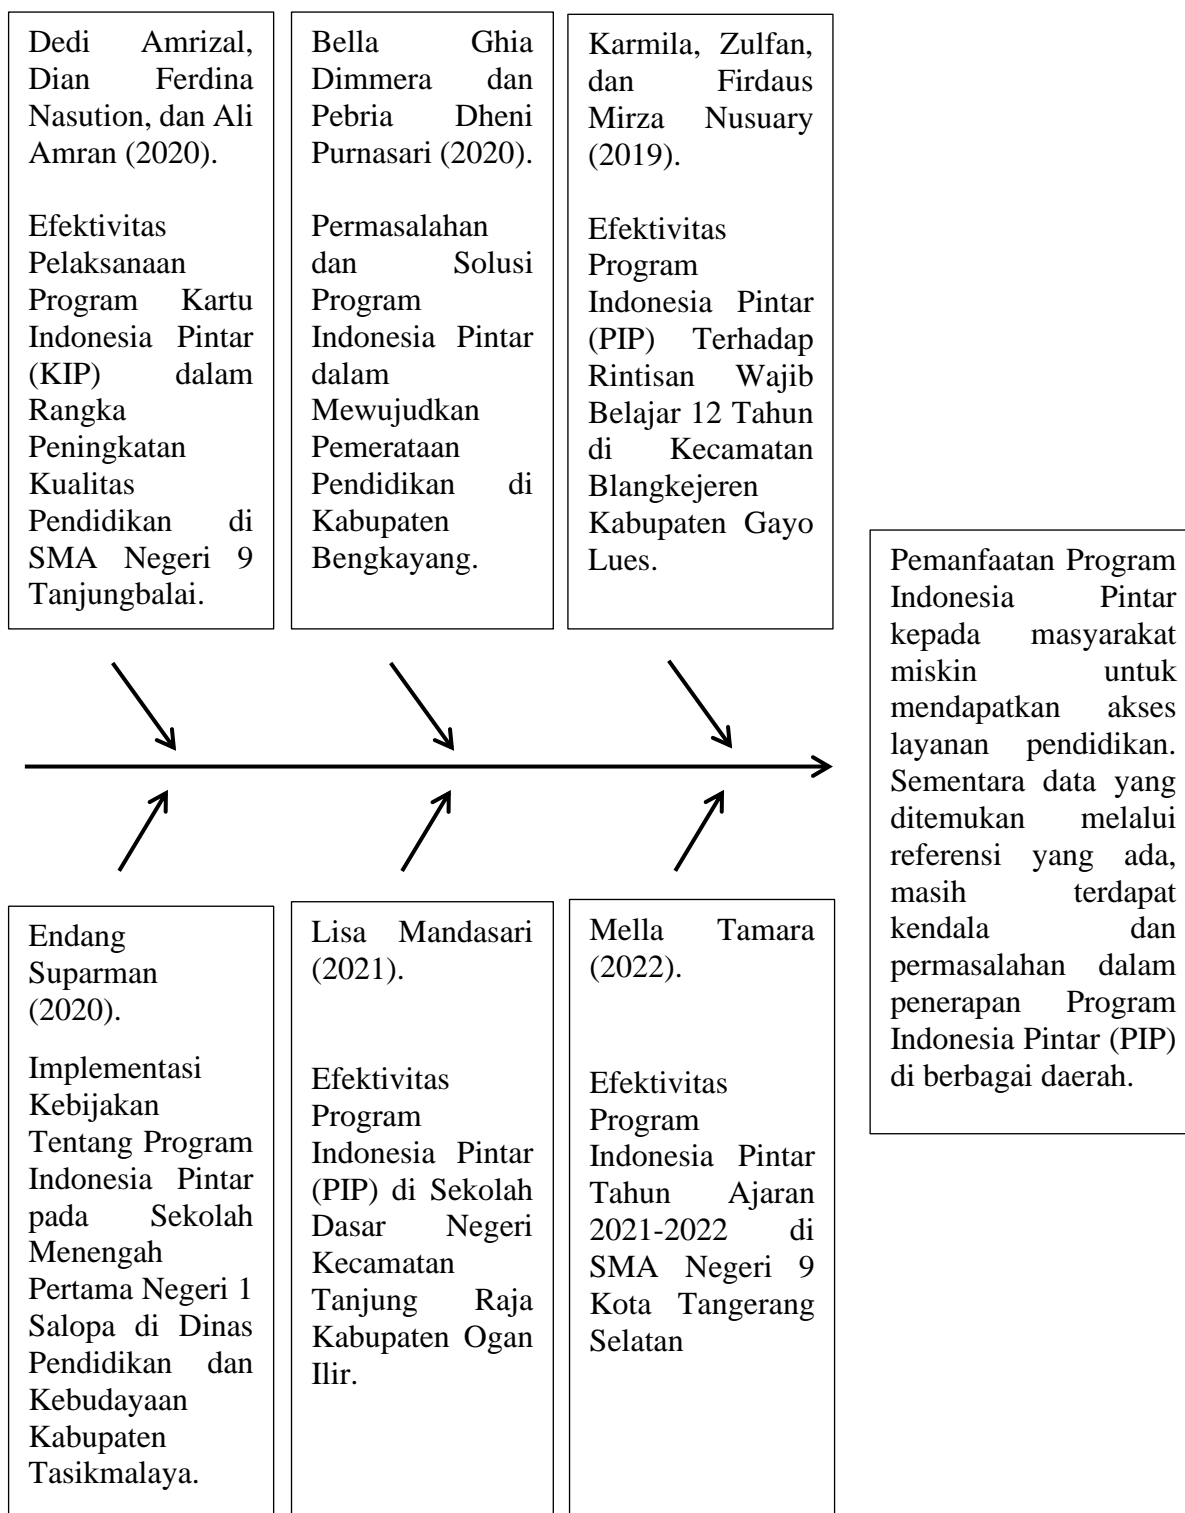 Dedi Amrizal,
Dian Ferdina
Nasution, dan Ali
Amran (2020).
Efektivitas
Pelaksanaan
Program Kartu
Indonesia Pintar
(KIP) dalam
Rangka
Peningkatan
Kualitas
Pendidikan di
SMA Negeri 9
Tanjungbalai.
Bella Ghia
Dimmera dan
Pebria Dheni
Purnasari (2020).
Permasalahan
dan Solusi
Program
Indonesia Pintar
dalam
Mewujudkan
Pemerataan
Pendidikan di
Kabupaten
Bengkayang.
Karmila, Zulfan,
dan Firdaus
Mirza Nusuary
(2019).
Efektivitas
Program
Indonesia Pintar
(PIP) Terhadap
Rintisan Wajib
Belajar 12 Tahun
di Kecamatan
Blangkejeren
Kabupaten Gayo
Lues.
Endang
Suparman
(2020).
Implementasi
Kebijakan
Tentang Program
Indonesia Pintar
pada Sekolah
Menengah
Pertama Negeri 1
Salopa di Dinas
Pendidikan dan
Kebudayaan
Kabupaten
Tasikmalaya.
Lisa Mandasari
(2021).
Efektivitas
Program
Indonesia Pintar
(PIP) di Sekolah
Dasar Negeri
Kecamatan
Tanjung Raja
Kabupaten Ogan
Ilir.
Mella Tamara
(2022).
Efektivitas
Program
Indonesia Pintar
Tahun Ajaran
2021-2022 di
SMA Negeri 9
Kota Tangerang
Selatan
Pemanfaatan Program
Indonesia Pintar
kepada masyarakat
miskin untuk
mendapatkan akses
layanan pendidikan.
Sementara data yang
ditemukan melalui
referensi yang ada,
masih terdapat
kendala dan
permasalahan dalam
penerapan Program
Indonesia Pintar (PIP)
di berbagai daerah.